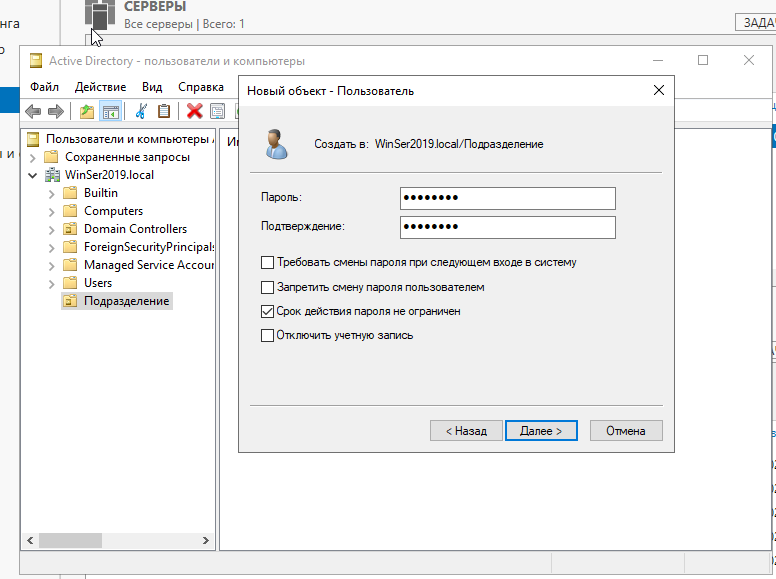 нга
СЕРВЕРЫ
Все серверы | Всего: 1
ЗАДАЧ
Active Directory - пользователи и компьютеры
Файл Действие Вид Справка
Пользователи и компьютеры
Сохраненные запросы
WinSer2019.local
Builtin
Computers
Domain Controllers
ForeignSecurityPrincipals
Managed Service Accour
Users
Подразделение
Новый объект - Пользователь
Создать в: WinSer2019.local/Подразделение
Пароль: ●●●●●●●●
Подтверждение: ●●●●●●●●
Требовать смены пароля при следующем входе в систему
Запретить смену пароля пользователем
Срок действия пароля не ограничен
Отключить учетную запись
< Назад Далее > Отмена